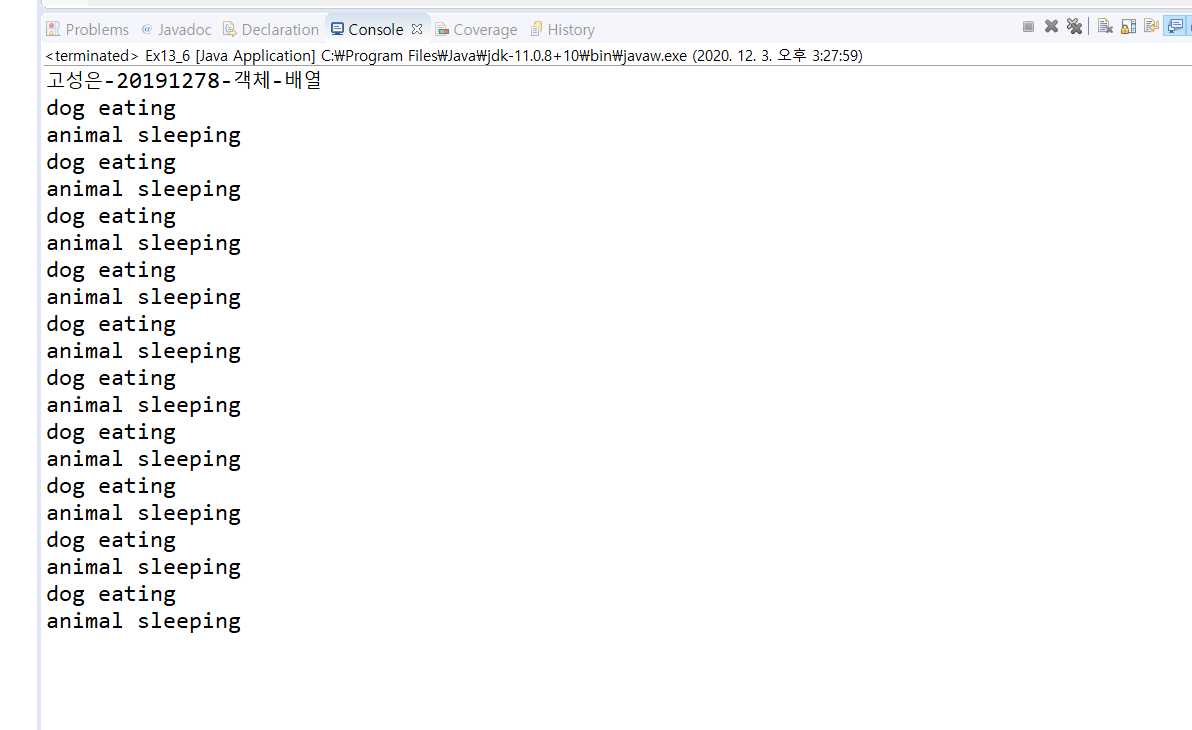 Problems @ Javadoc Declaration Console Coverage History
<terminated> Ex13_6 [Java Application] C:₩Program Files₩Java₩jdk-11.0.8+10₩bin₩javaw.exe (2020. 12. 3. 오후 3:27:59)
고성은-20191278-객체-배열
dog eating
animal sleeping
dog eating
animal sleeping
dog eating
animal sleeping
dog eating
animal sleeping
dog eating
animal sleeping
dog eating
animal sleeping
dog eating
animal sleeping
dog eating
animal sleeping
dog eating
animal sleeping
dog eating
animal sleeping